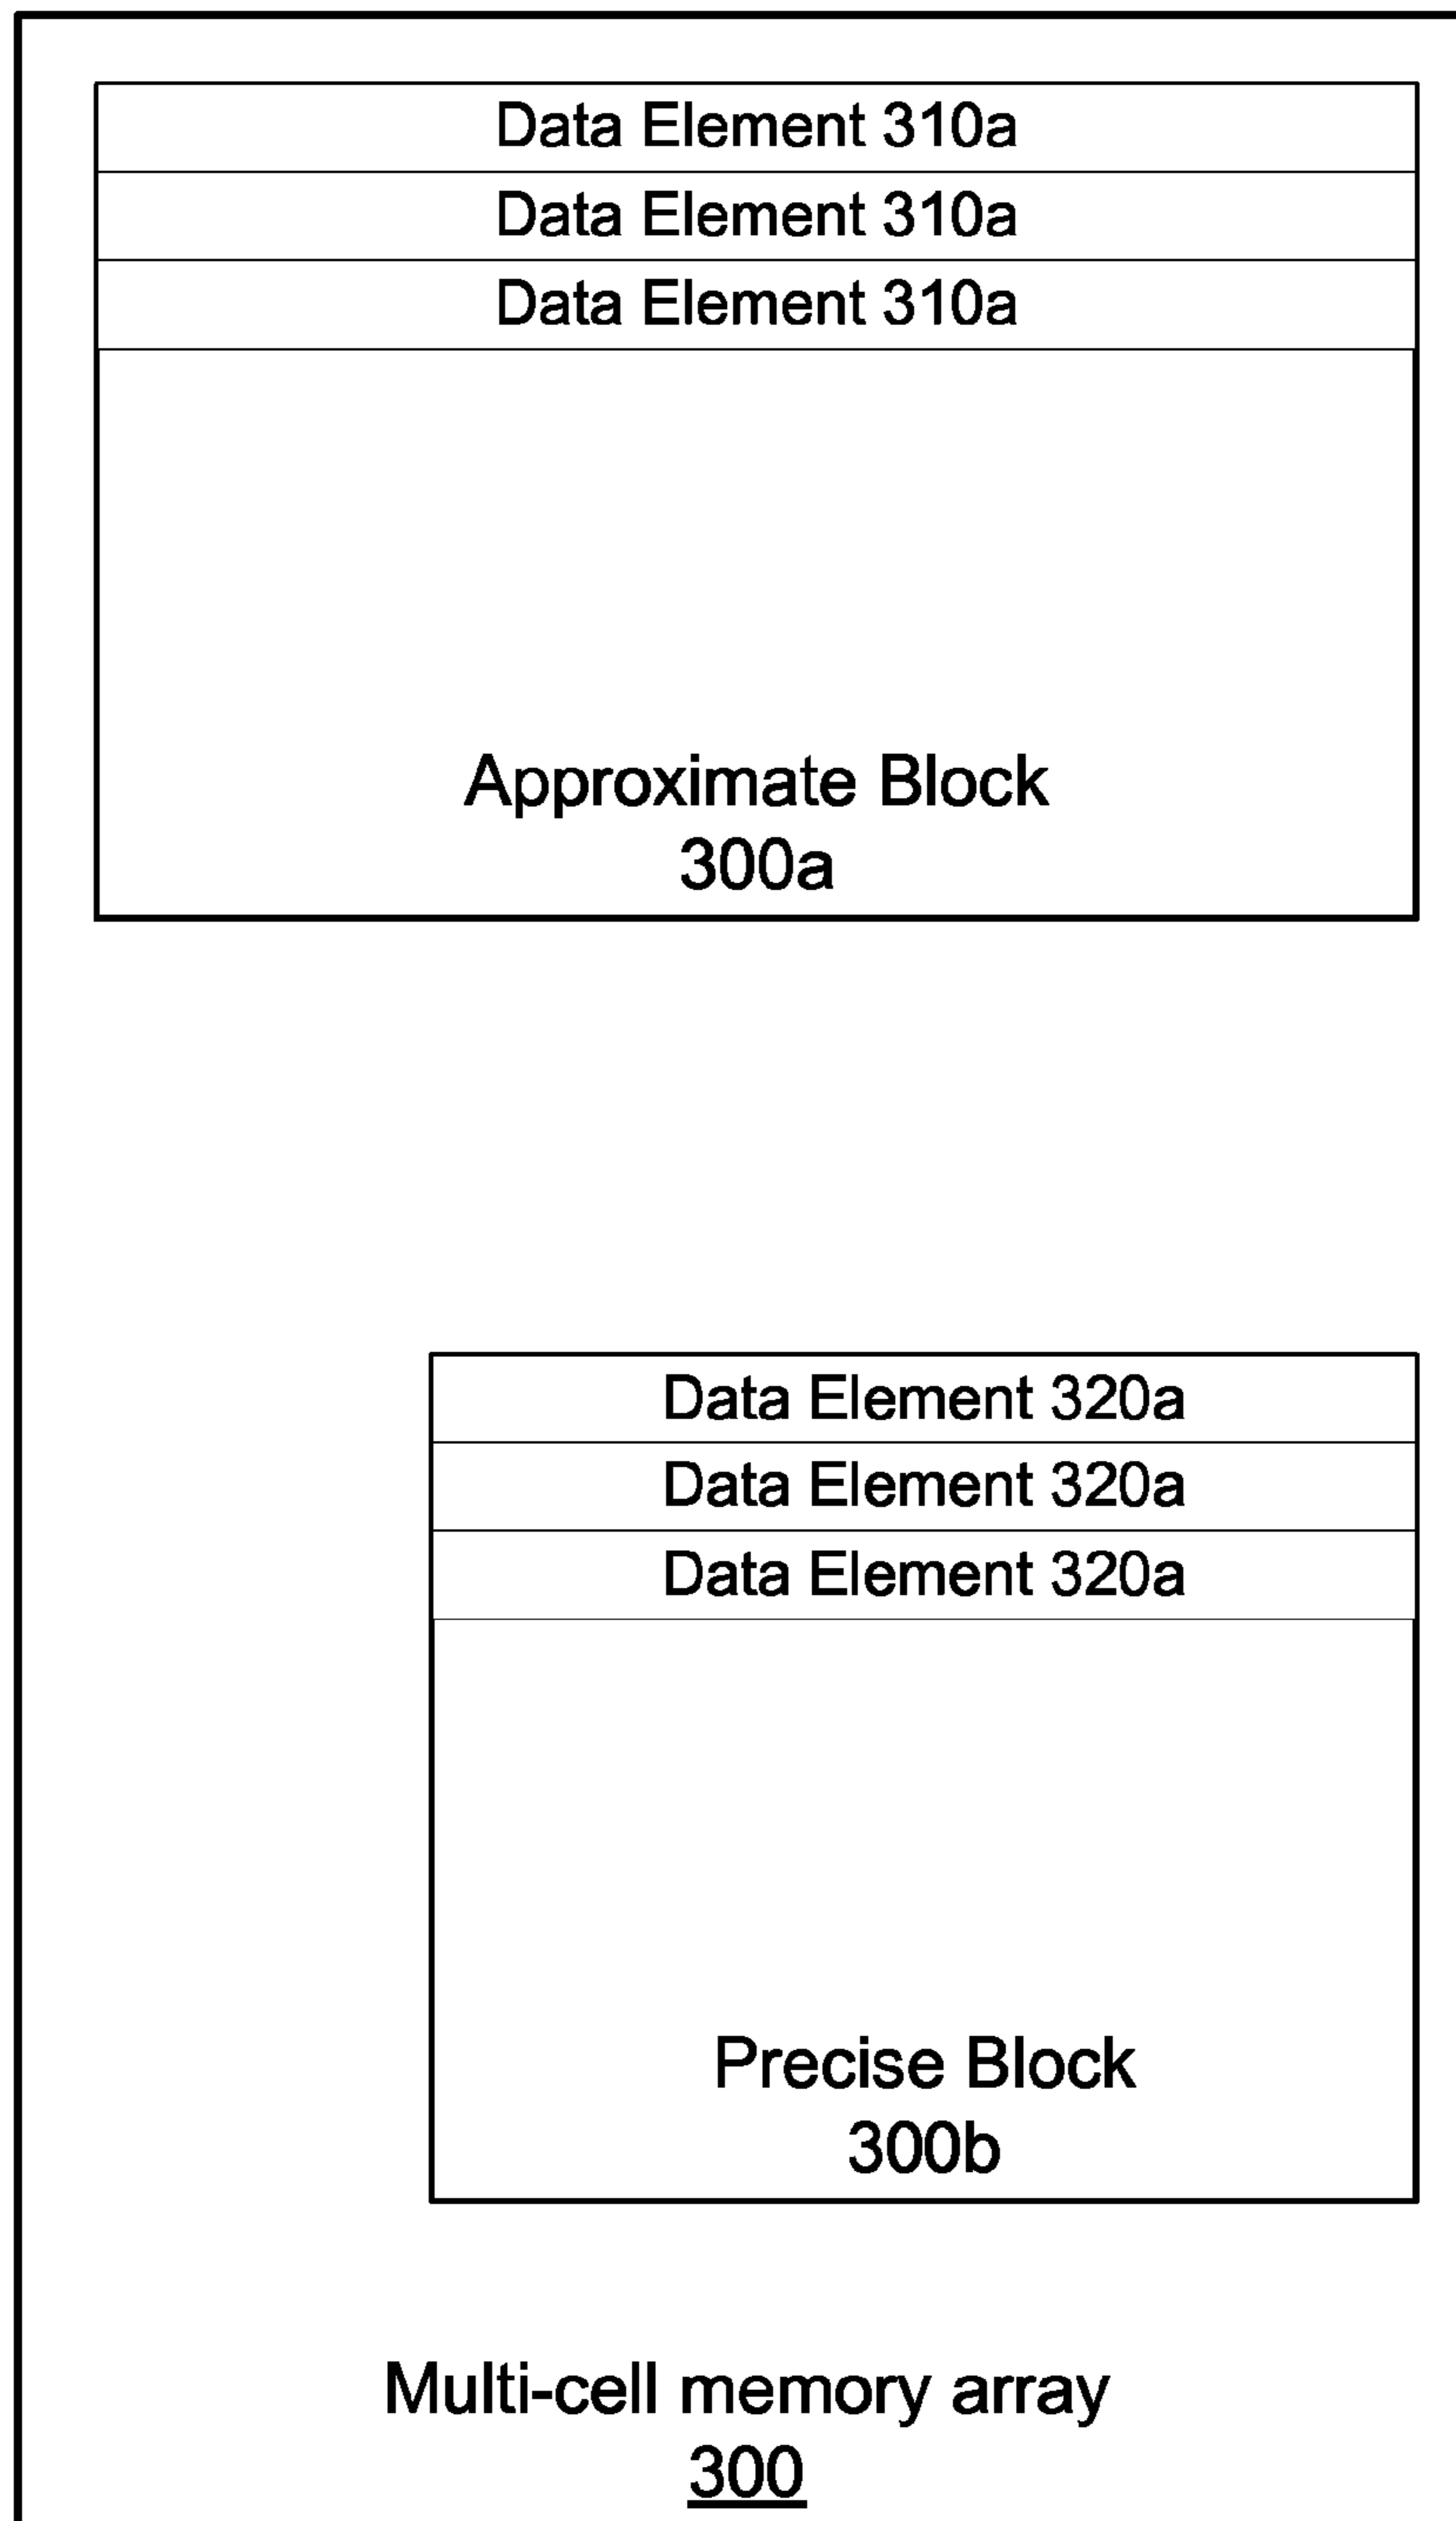 Data Element 310a
Data Element 310a
Data Element 310a
Approximate Block
300a
Data Element 320a
Data Element 320a
Data Element 320a
Precise Block
300b
Multi-cell memory array
300